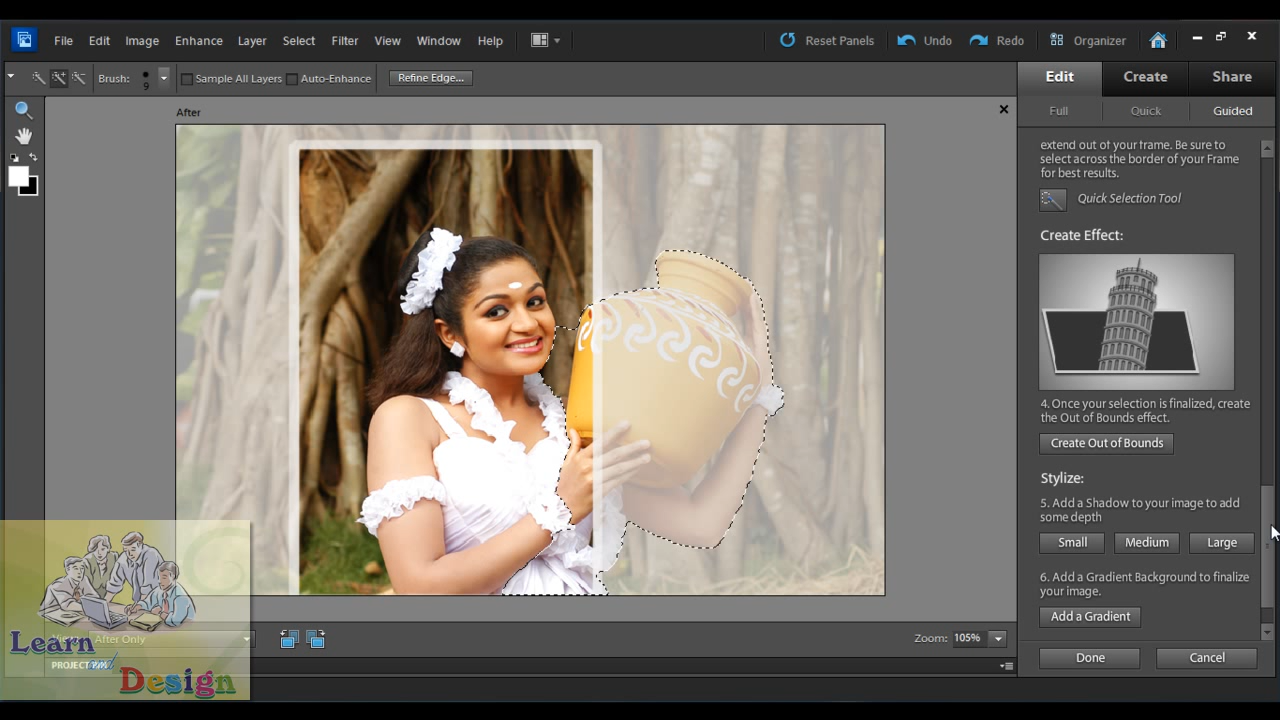 File Edit Image Enhance Layer Select Filter View Window Help
Reset Panels Undo Redo Organizer
Brush: 9 Sample All Layers Auto-Enhance Refine Edge...
Edit Create Share
Full Quick Guided
After
extend out of your frame. Be sure to
select across the border of your Frame
for best results.
Quick Selection Tool
Create Effect:
4. Once your selection is finalized, create
the Out of Bounds effect.
Create Out of Bounds
Stylize:
5. Add a Shadow to your image to add
some depth
Small Medium Large
6. Add a Gradient Background to finalize
your image.
Add a Gradient
Done Cancel
After Only
Zoom: 105%
PROJECT
Learn
and
Design